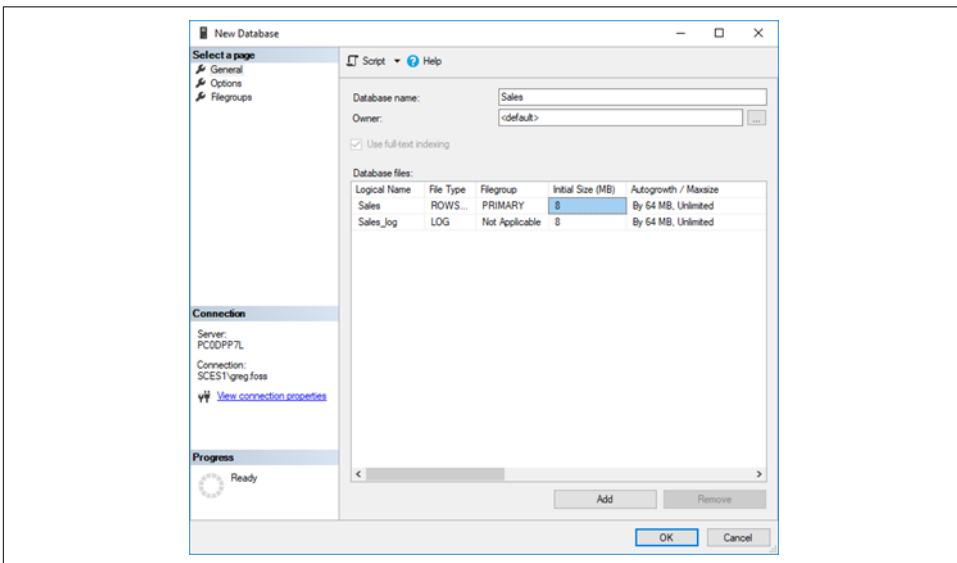 New Database
Select a page
General
Options
Filegroups
Script Help
Database name: Sales
Owner: <default> ...
Use full-text indexing
Database files:
Logical Name File Type Filegroup Initial Size (MB) Autogrowth / Maxsize
Sales ROWS... PRIMARY 8 By 64 MB, Unlimited
Sales_log LOG Not Applicable 8 By 64 MB, Unlimited
Connection
Server:
PC0DPP7L
Connection:
SCES1\greg.foss
View connection properties
Progress
Ready
Add Remove
OK Cancel